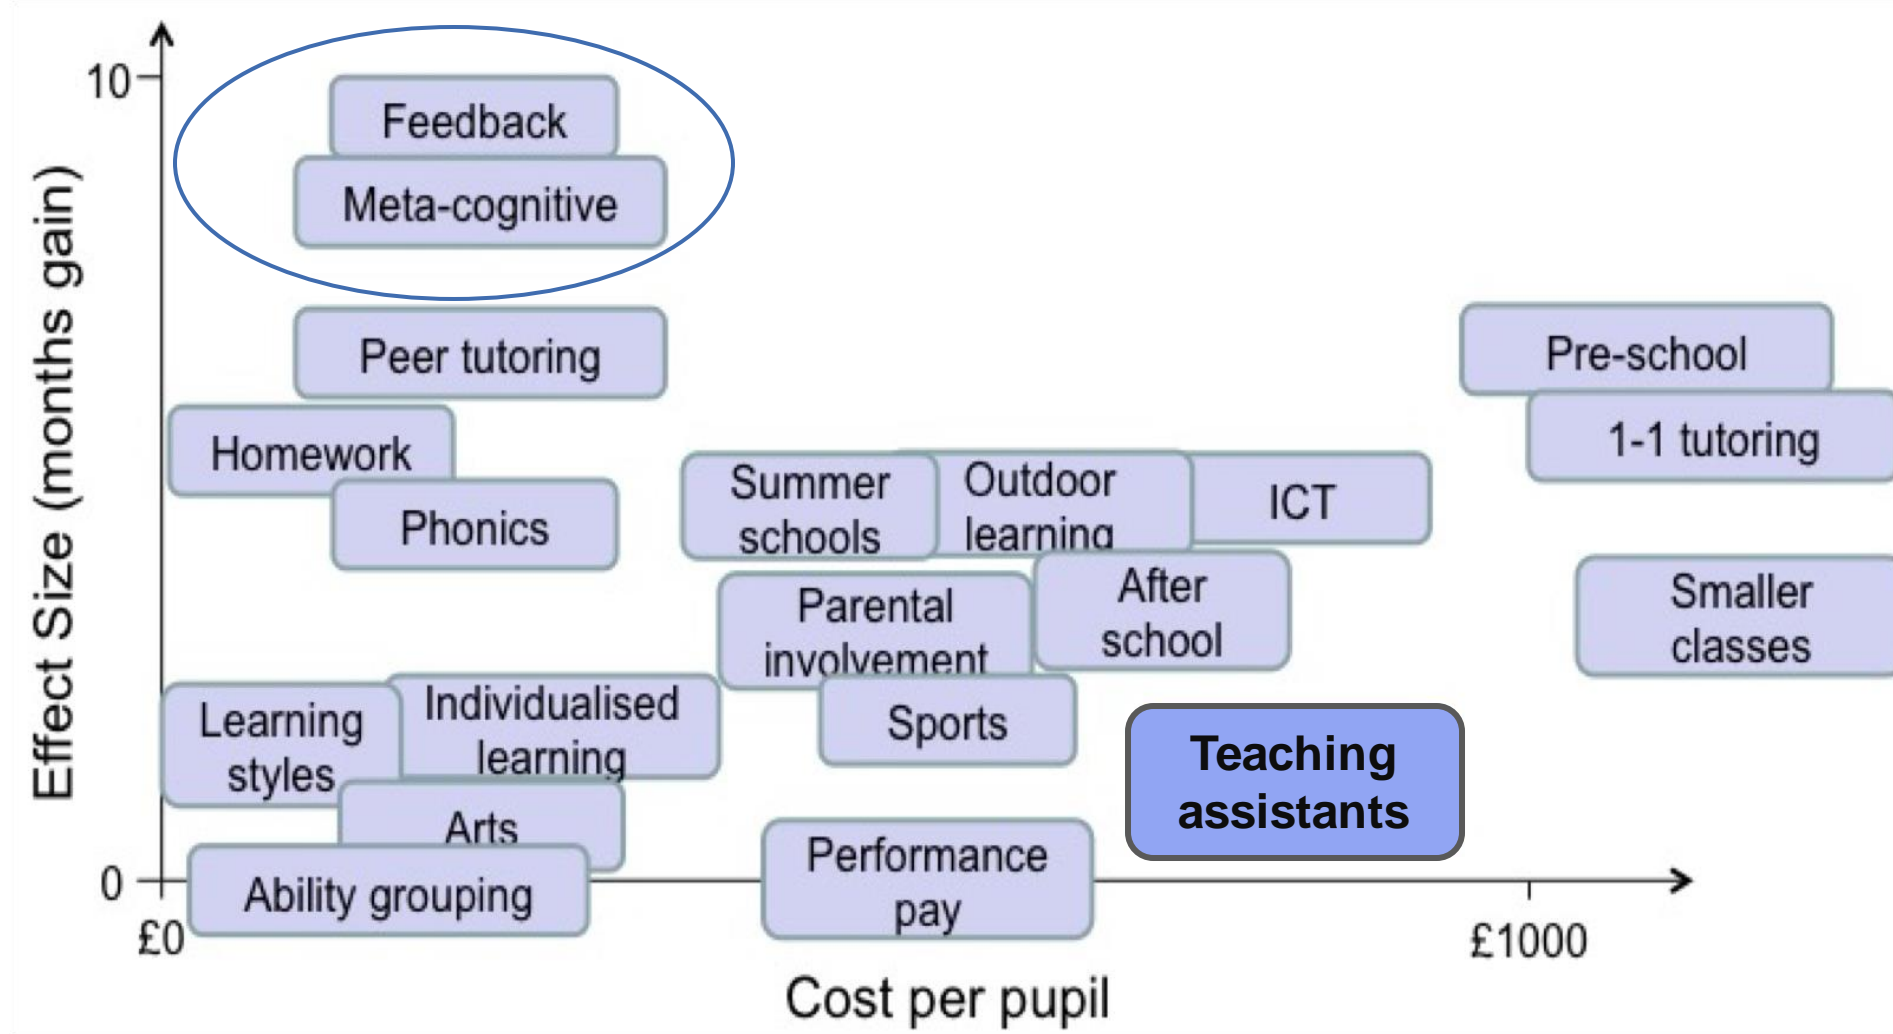 10
Feedback
Meta-cognitive
Peer tutoring
Pre-school
1-1 tutoring
Homework
Phonics
Summer
schools
Outdoor
learning
ICT
Parental
involvement
After
school
Smaller
classes
Learning
styles
Individualised
learning
Sports
Teaching
assistants
Arts
Ability grouping
Performance
pay
0
£0
£1000
Cost per pupil
Effect Size (months gain)